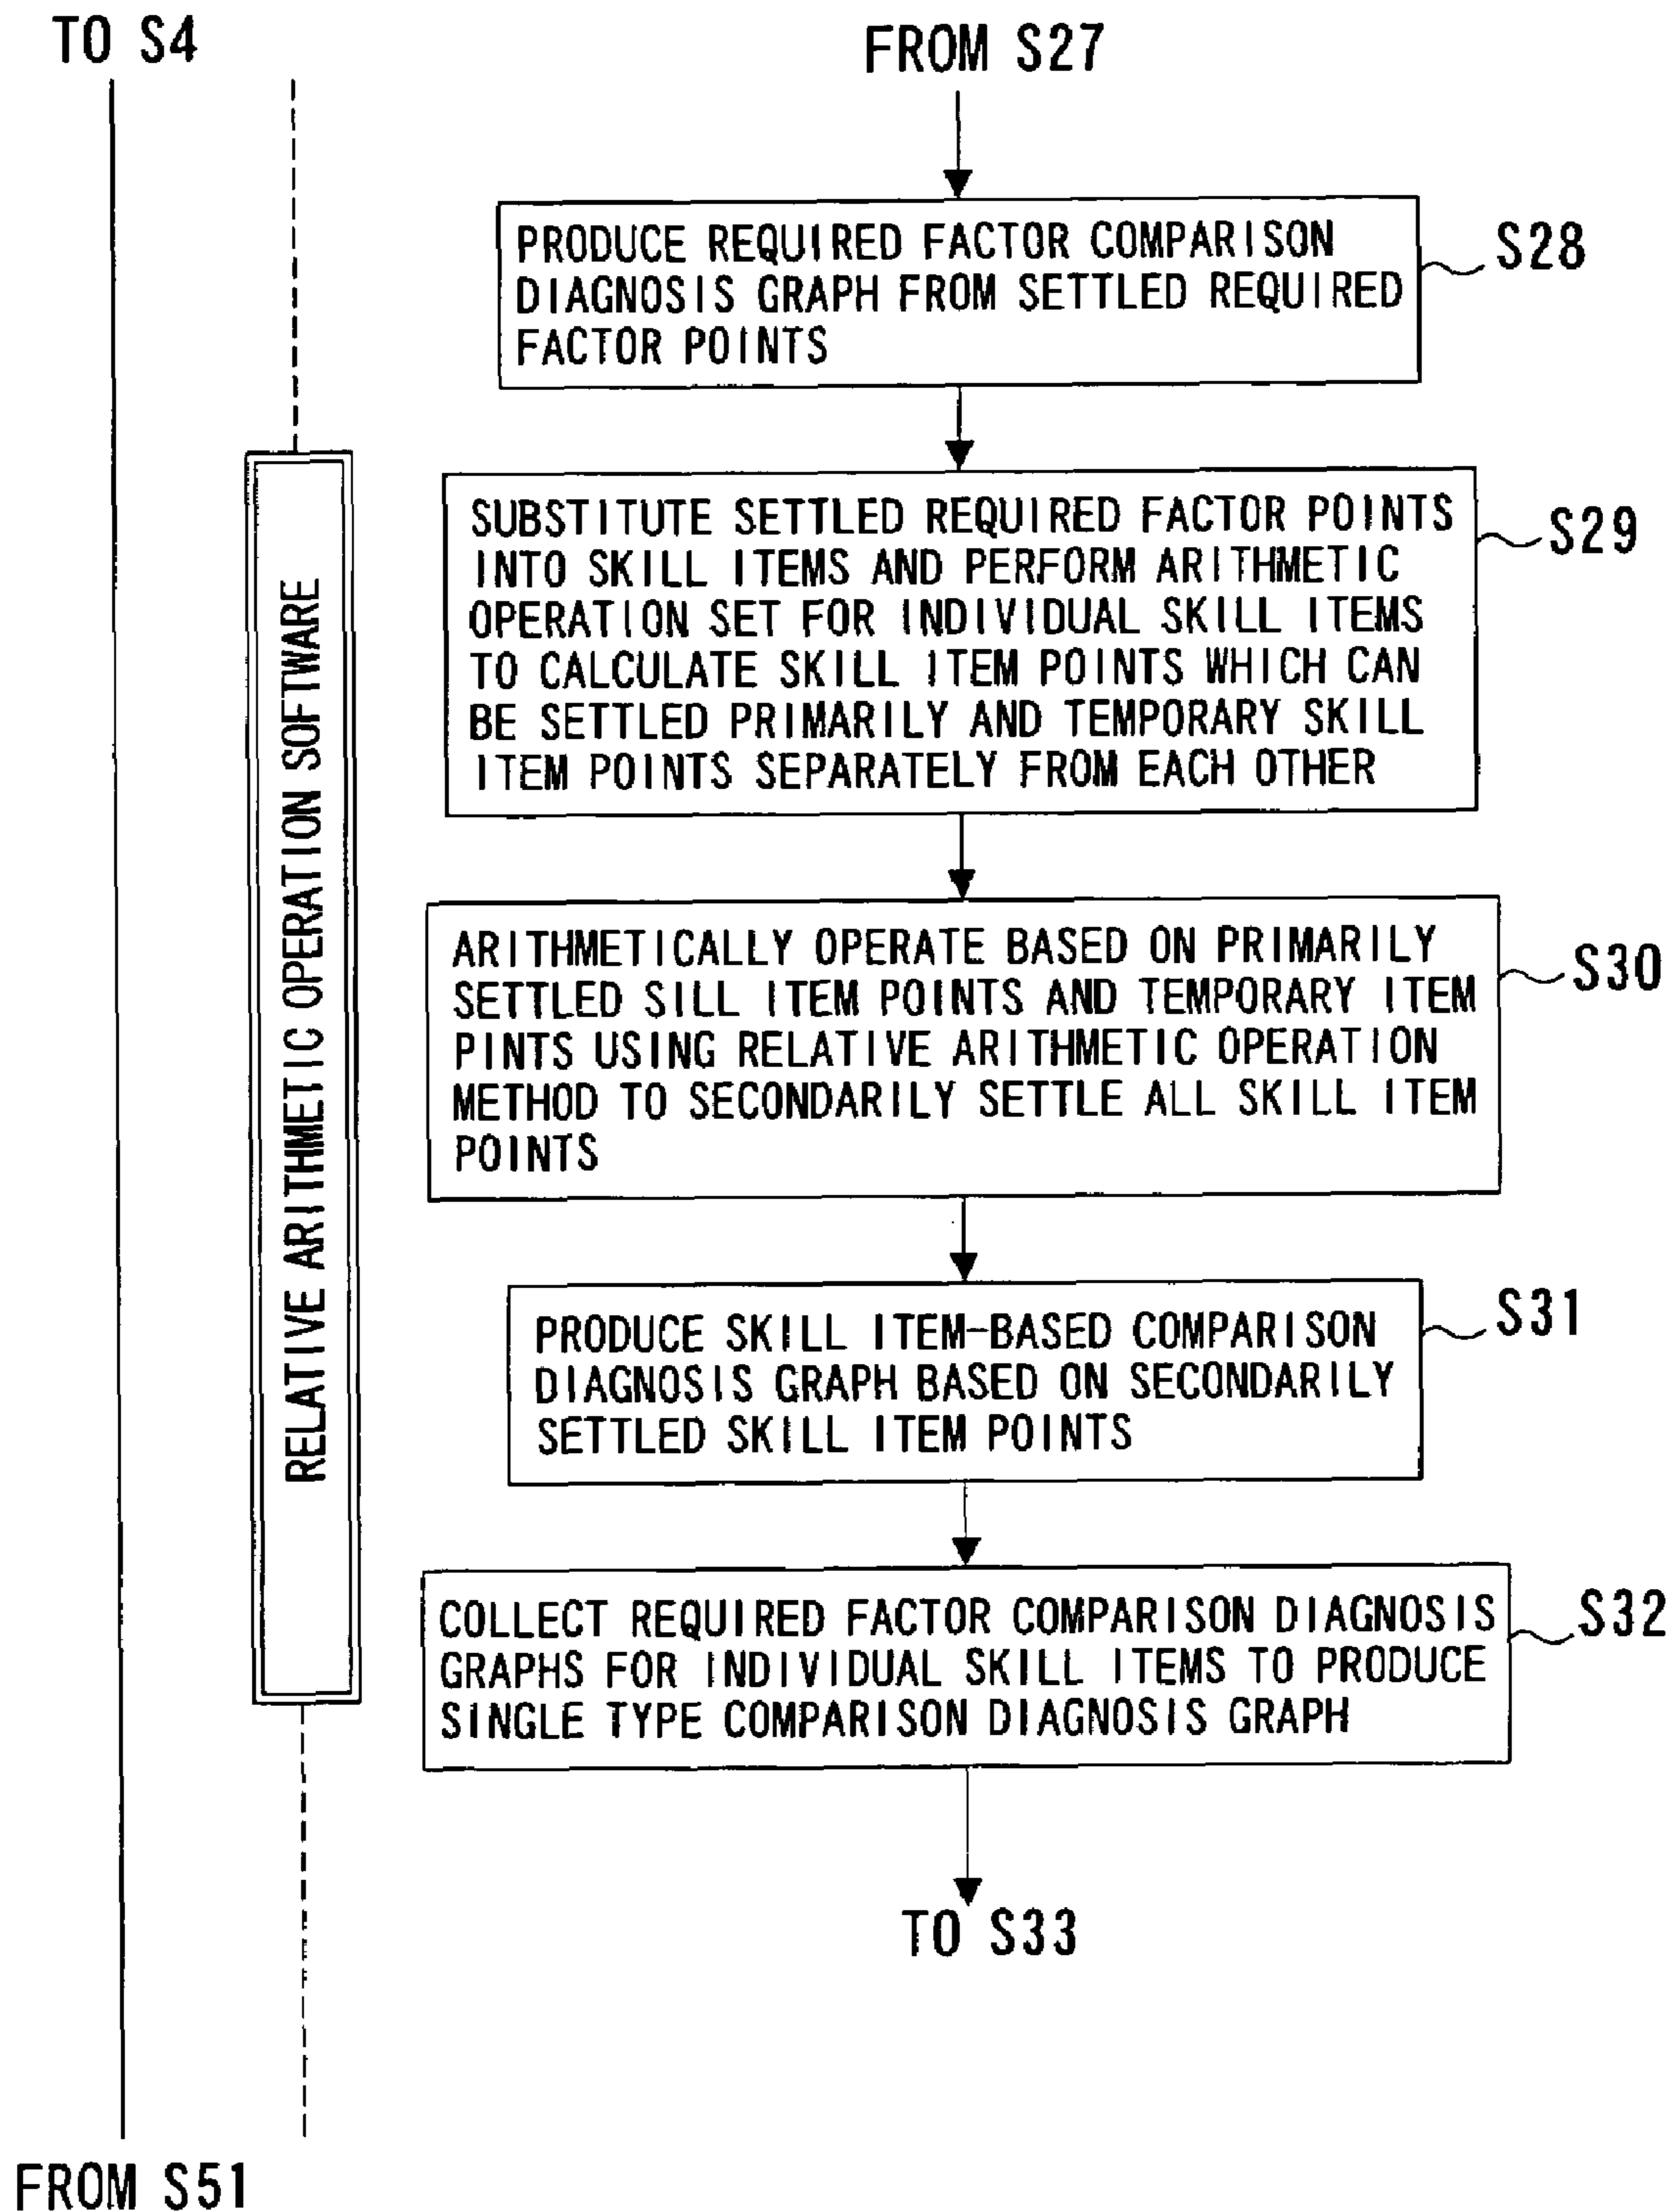 TO S4
FROM S27
PRODUCE REQUIRED FACTOR COMPARISON
DIAGNOSIS GRAPH FROM SETTLED REQUIRED
FACTOR POINTS
S28
SUBSTITUTE SETTLED REQUIRED FACTOR POINTS
INTO SKILL ITEMS AND PERFORM ARITHMETIC
OPERATION SET FOR INDIVIDUAL SKILL ITEMS
TO CALCULATE SKILL ITEM POINTS WHICH CAN
BE SETTLED PRIMARILY AND TEMPORARY SKILL
ITEM POINTS SEPARATELY FROM EACH OTHER
S29
RELATIVE ARITHMETIC OPERATION SOFTWARE
ARITHMETICALLY OPERATE BASED ON PRIMARILY
SETTLED SILL ITEM POINTS AND TEMPORARY ITEM
PINTS USING RELATIVE ARITHMETIC OPERATION
METHOD TO SECONDARILY SETTLE ALL SKILL ITEM
POINTS
S30
PRODUCE SKILL ITEM-BASED COMPARISON
DIAGNOSIS GRAPH BASED ON SECONDARILY
SETTLED SKILL ITEM POINTS
S31
COLLECT REQUIRED FACTOR COMPARISON DIAGNOSIS
GRAPHS FOR INDIVIDUAL SKILL ITEMS TO PRODUCE
SINGLE TYPE COMPARISON DIAGNOSIS GRAPH
S32
TO S33
FROM S51